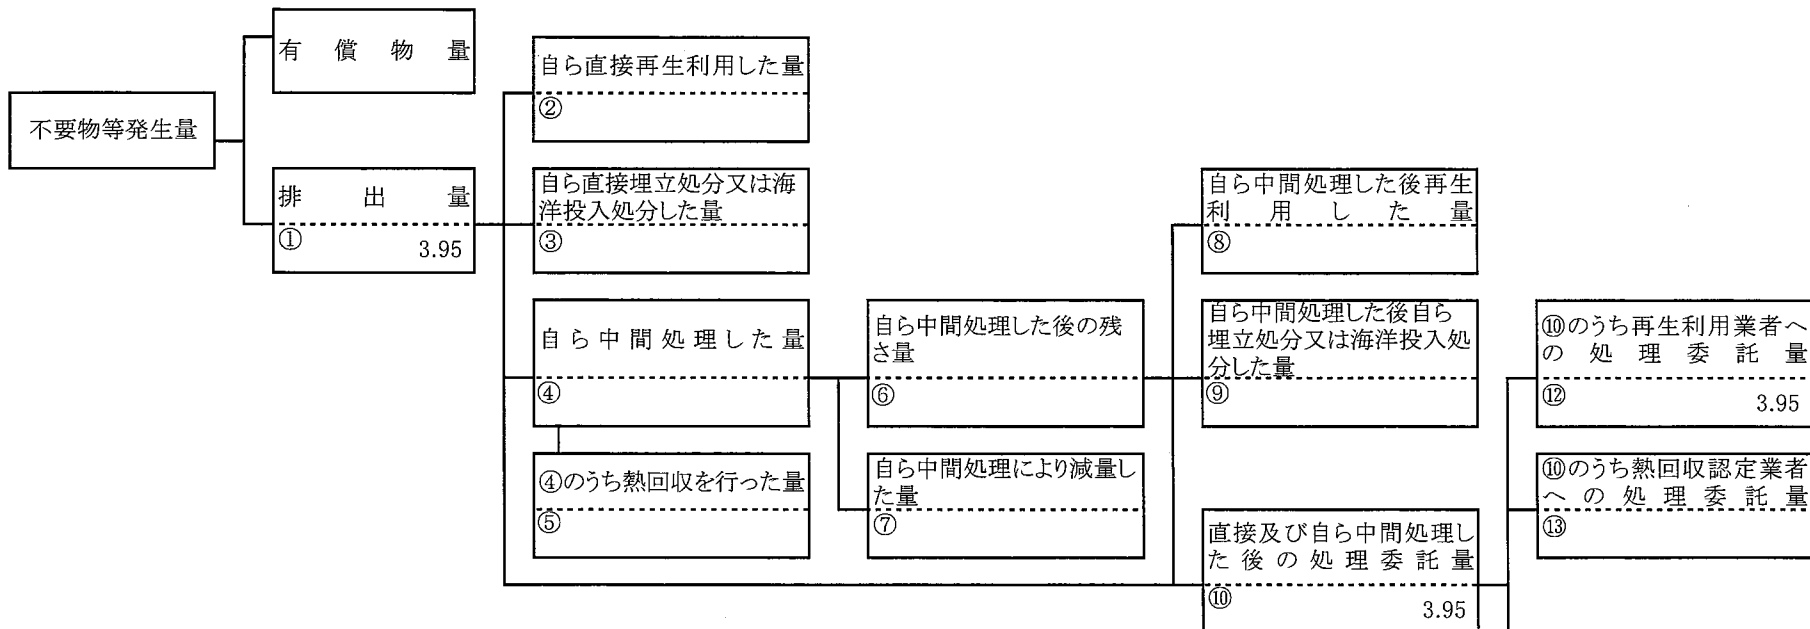 有償物量
不要物等発生量
排出量
①
3.95
自ら直接再生利用した量
②
自ら直接埋立処分又は海
洋投入処分した量
③
自ら中間処理した量
④
④のうち熱回収を行った量
⑤
自ら中間処理した後の残
さ量
⑥
自ら中間処理により減量し
た量
⑦
自ら中間処理した後再生
利用した量
⑧
自ら中間処理した後自ら
埋立処分又は海洋投入処
分した量
⑨
直接及び自ら中間処理し
た後の処理委託量
⑩
3.95
⑩のうち再生利用業者へ
の処理委託量
⑫
3.95
⑩のうち熱回収認定業者
への処理委託量
⑬